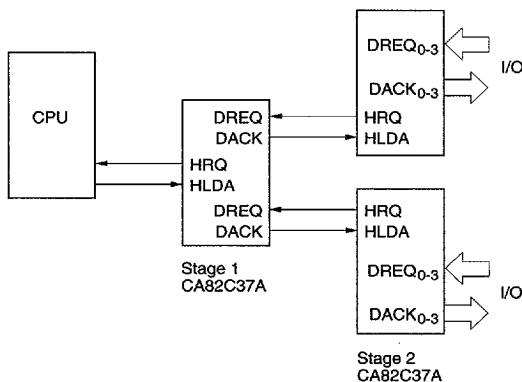 CPU
HRQ
HLDA
DREQ
DACK
DREQ
DACK
Stage 1
CA82C37A
DREQ0-3
DACK0-3
HRQ
HLDA
I/O
HRQ
HLDA
DREQ0-3
DACK0-3
I/O
Stage 2
CA82C37A